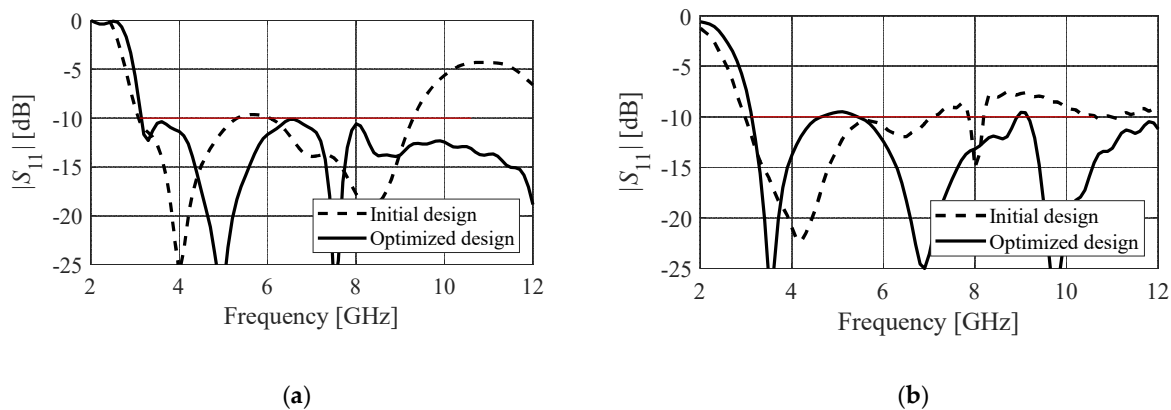 0
-5
-10
-15
-20
-25
|S11| [dB]
Initial design
Optimized design
2 4 6 8 10 12
Frequency [GHz]
(a)
0
-5
-10
-15
-20
-25
|S11| [dB]
Initial design
Optimized design
2 4 6 8 10 12
Frequency [GHz]
(b)